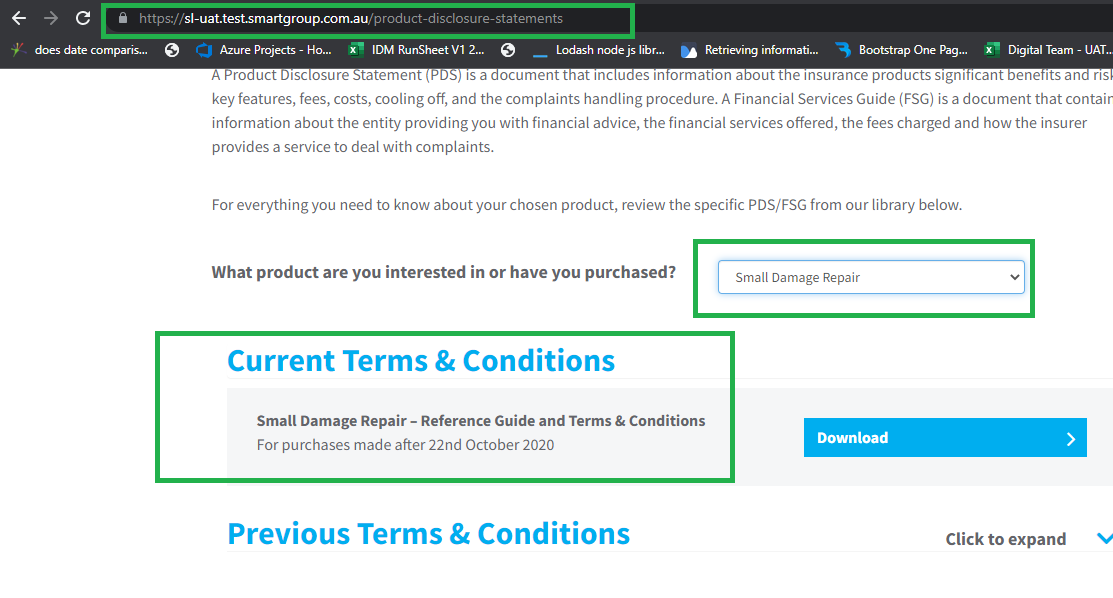 https://sl-uat.test.smartgroup.com.au/product-disclosure-statements
does date comparis... Azure Projects - Ho... IDM RunSheet V1 2... Lodash node js libr... Retrieving informati... Bootstrap One Pag... Digital Team - UAT...
A Product Disclosure Statement (PDS) is a document that includes information about the insurance products significant benefits and risk
key features, fees, costs, cooling off, and the complaints handling procedure. A Financial Services Guide (FSG) is a document that contain
information about the entity providing you with financial advice, the financial services offered, the fees charged and how the insurer
provides a service to deal with complaints.
For everything you need to know about your chosen product, review the specific PDS/FSG from our library below.
What product are you interested in or have you purchased? Small Damage Repair
Current Terms & Conditions
Small Damage Repair – Reference Guide and Terms & Conditions
For purchases made after 22nd October 2020
Download
Previous Terms & Conditions
Click to expand